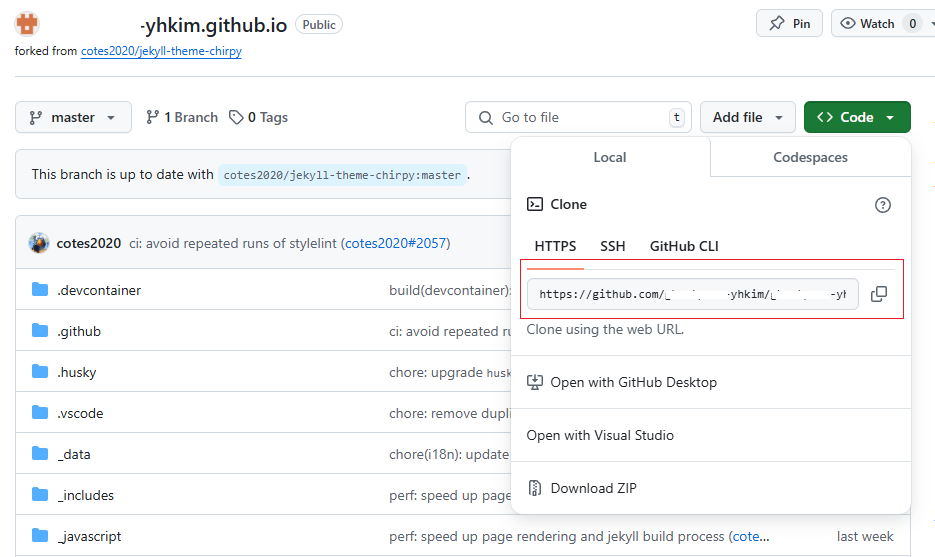 -yhkim.github.io Public
Pin
Watch 0
forked from cotes2020/jekyll-theme-chirpy
master
1 Branch
0 Tags
Go to file t
Add file
Code
This branch is up to date with cotes2020/jekyll-theme-chirpy:master .
Local
Codespaces
Clone
HTTPS
SSH
GitHub CLI
https://github.com/ -yhkim/ -yh
Clone using the web URL.
Open with GitHub Desktop
Open with Visual Studio
Download ZIP
cotes2020 ci: avoid repeated runs of stylelint (cotes2020#2057)
.devcontainer build(devcontainer):
.github ci: avoid repeated
.husky chore: upgrade husk
.vscode chore: remove dupli
_data chore(i18n): update
_includes perf: speed up page
_javascript perf: speed up page rendering and jekyll build process (cote... last week